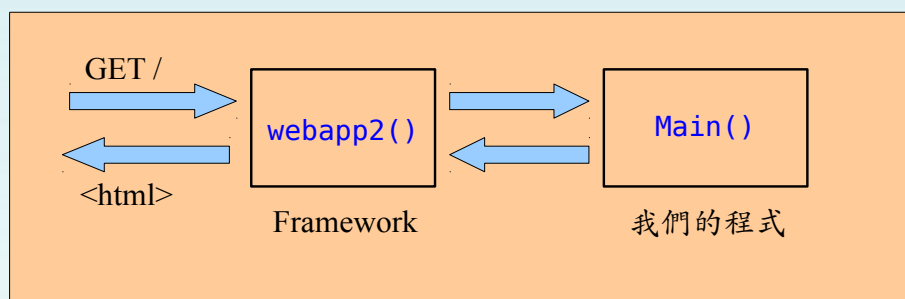 GET /
webapp2()
Main()
<html>
Framework
我們的程式